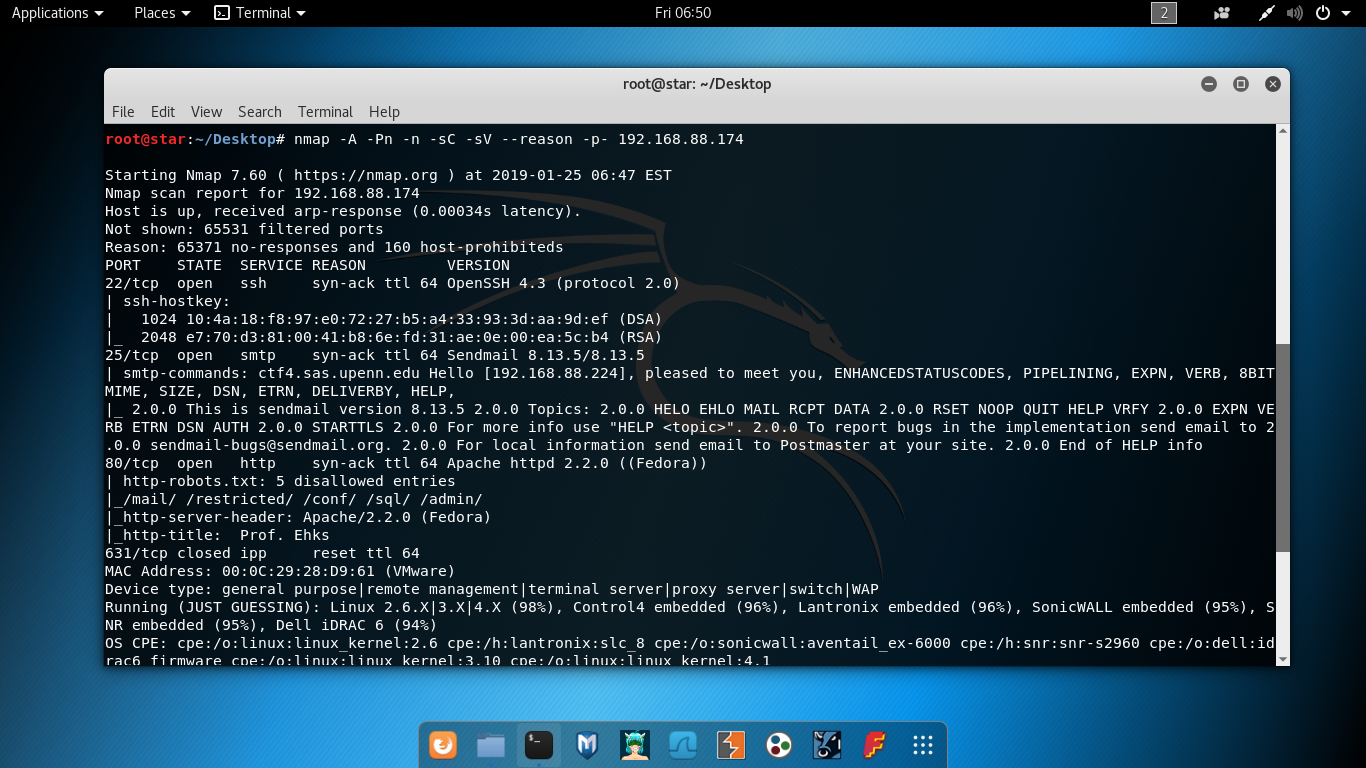 Applications Places Terminal Fri 06:50 2
root@star: ~/Desktop
File Edit View Search Terminal Help
root@star:~/Desktop# nmap -A -Pn -n -sC -sV --reason -p- 192.168.88.174
Starting Nmap 7.60 ( https://nmap.org ) at 2019-01-25 06:47 EST
Nmap scan report for 192.168.88.174
Host is up, received arp-response (0.00034s latency).
Not shown: 65531 filtered ports
Reason: 65371 no-responses and 160 host-prohibiteds
PORT    STATE  SERVICE REASON         VERSION
22/tcp  open   ssh     syn-ack ttl 64 OpenSSH 4.3 (protocol 2.0)
| ssh-hostkey:
|   1024 10:4a:18:f8:97:e0:72:27:b5:a4:33:93:3d:aa:9d:ef (DSA)
|_  2048 e7:70:d3:81:00:41:b8:6e:fd:31:ae:0e:00:ea:5c:b4 (RSA)
25/tcp  open   smtp    syn-ack ttl 64 Sendmail 8.13.5/8.13.5
| smtp-commands: ctf4.sas.upenn.edu Hello [192.168.88.224], pleased to meet you, ENHANCEDSTATUSCODES, PIPELINING, EXPN, VERB, 8BIT
MIME, SIZE, DSN, ETRN, DELIVERBY, HELP,
|_ 2.0.0 This is sendmail version 8.13.5 2.0.0 Topics: 2.0.0 HELO EHLO MAIL RCPT DATA 2.0.0 RSET NOOP QUIT HELP VRFY 2.0.0 EXPN VE
RB ETRN DSN AUTH 2.0.0 STARTTLS 2.0.0 For more info use "HELP <topic>". 2.0.0 To report bugs in the implementation send email to 2
.0.0 sendmail-bugs@sendmail.org. 2.0.0 For local information send email to Postmaster at your site. 2.0.0 End of HELP info
80/tcp  open   http    syn-ack ttl 64 Apache httpd 2.2.0 ((Fedora))
| http-robots.txt: 5 disallowed entries
|_/mail/ /restricted/ /conf/ /sql/ /admin/
|_http-server-header: Apache/2.2.0 (Fedora)
|_http-title:  Prof. Ehks
631/tcp closed ipp     reset ttl 64
MAC Address: 00:0C:29:28:D9:61 (VMware)
Device type: general purpose|remote management|terminal server|proxy server|switch|WAP
Running (JUST GUESSING): Linux 2.6.X|3.X|4.X (98%), Control4 embedded (96%), Lantronix embedded (96%), SonicWALL embedded (95%), S
NR embedded (95%), Dell iDRAC 6 (94%)
OS CPE: cpe:/o:linux:linux_kernel:2.6 cpe:/h:lantronix:slc_8 cpe:/o:sonicwall:aventail_ex-6000 cpe:/h:snr:snr-s2960 cpe:/o:dell:id
rac6_firmware cpe:/o:linux:linux_kernel:3.10 cpe:/o:linux:linux_kernel:4.1